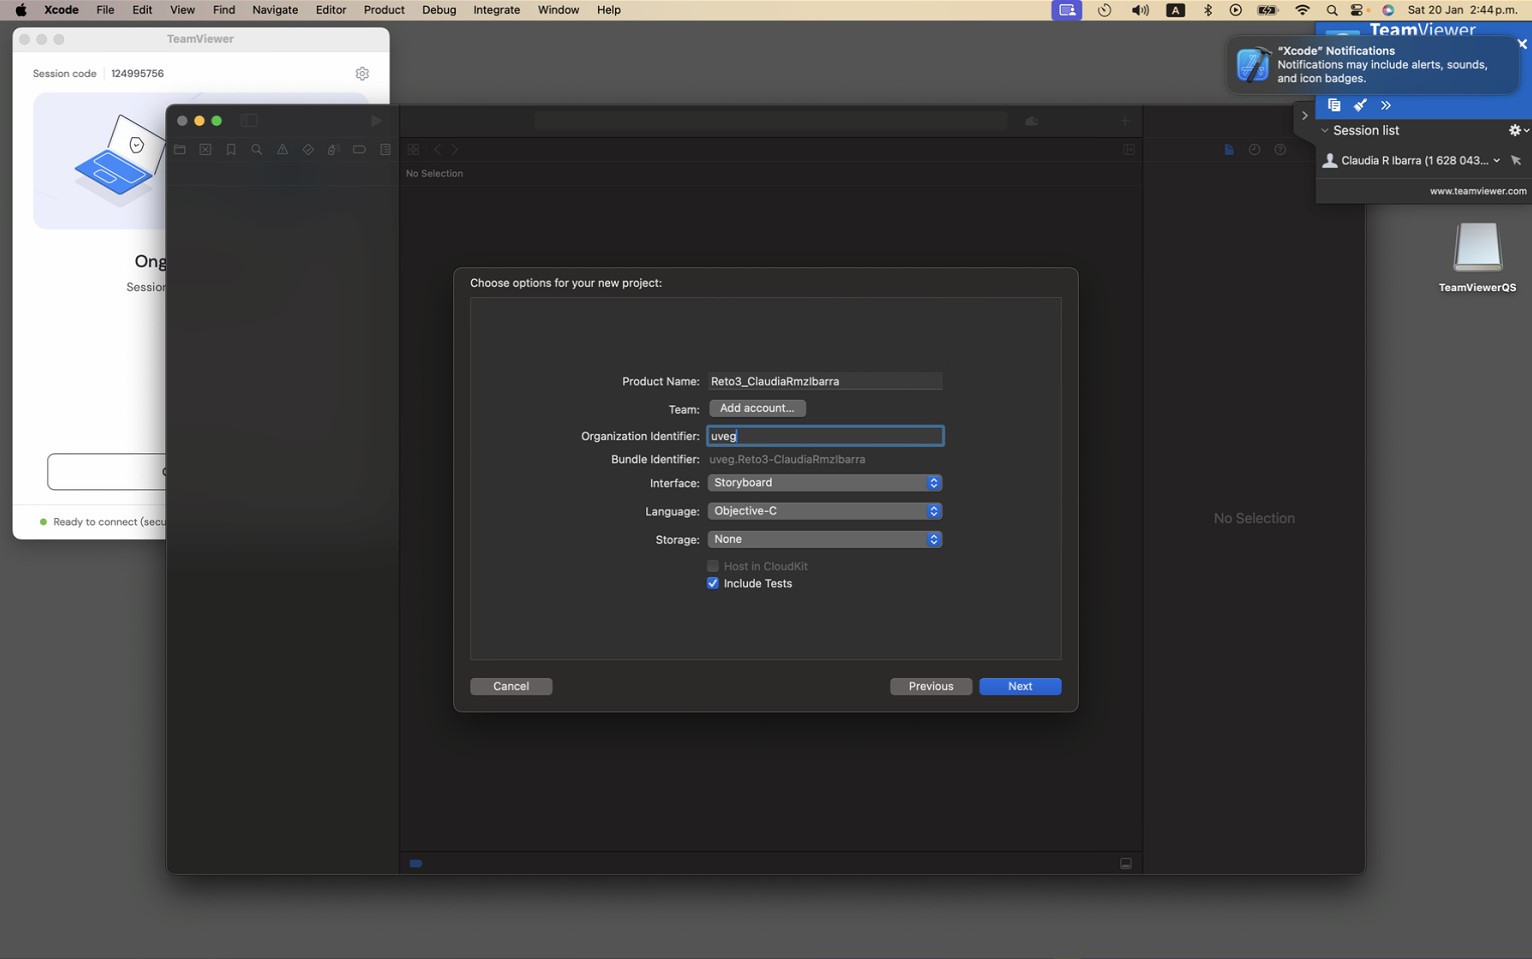 Xcode File Edit View Find Navigate Editor Product Debug Integrate Window Help
A
Sat 20 Jan 2:44 p.m.
TeamViewer
Session code 124995756
Ong
Session
Ready to connect (secu
TeamViewer
"Xcode" Notifications
Notifications may include alerts, sounds,
and icon badges.
Session list
Claudia R Ibarra (1 628 043...
www.teamviewer.com
TeamViewerQS
No Selection
Choose options for your new project:
Product Name: Reto3_ClaudiaRmzIbarra
Team: Add account...
Organization Identifier: uveg
Bundle Identifier: uveg.Reto3-ClaudiaRmzIbarra
Interface: Storyboard
Language: Objective-C
Storage: None
Host in CloudKit
Include Tests
Cancel Previous Next
No Selection